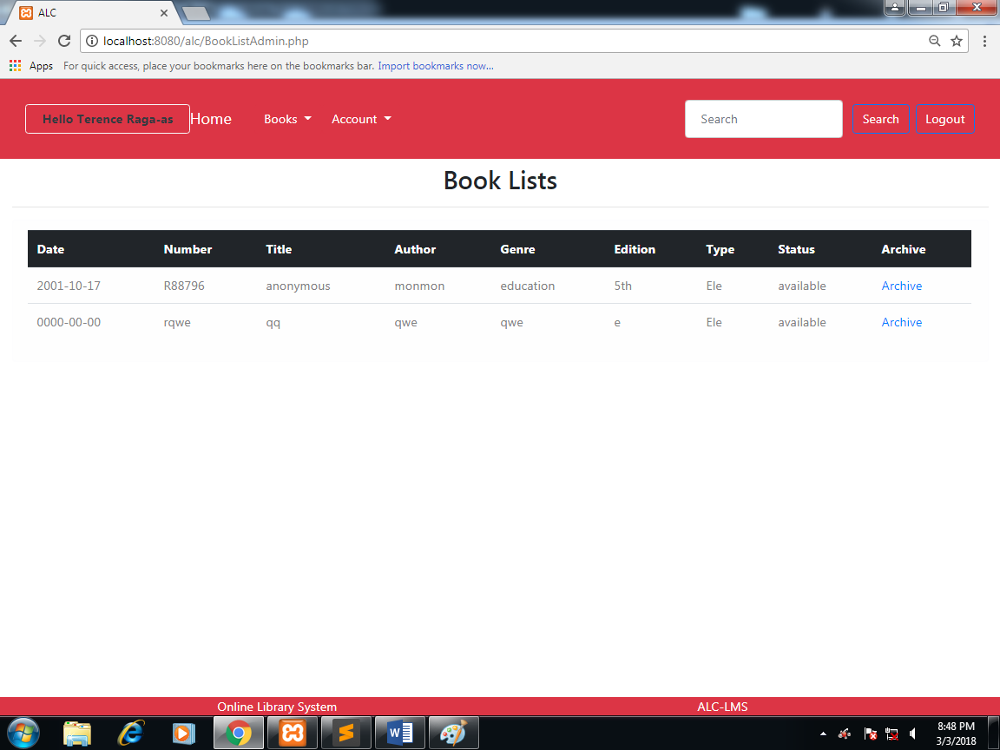 ALC
localhost:8080/alc/BookListAdmin.php
Apps For quick access, place your bookmarks here on the bookmarks bar. Import bookmarks now...
Hello Terence Raga-as Home Books Account Search Search Logout
Book Lists
Date Number Title Author Genre Edition Type Status Archive
2001-10-17 R88796 anonymous monmon education 5th Ele available Archive
0000-00-00 rqwe qq qwe qwe e Ele available Archive
Online Library System ALC-LMS
8:48 PM
3/3/2018